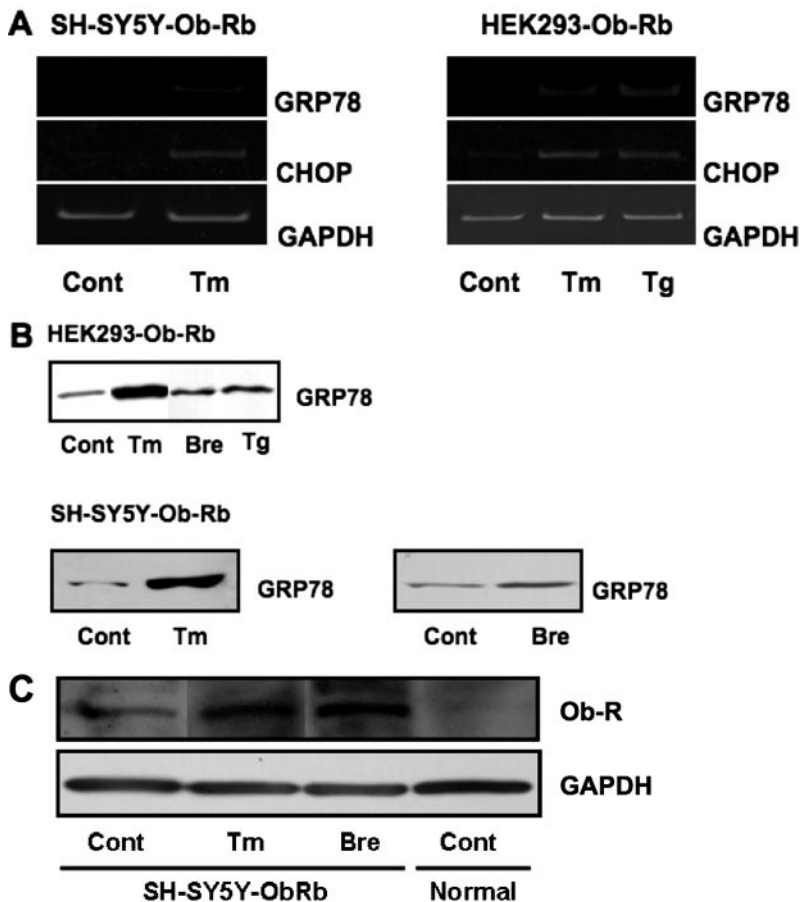 A SH-SY5Y-Ob-Rb HEK293-Ob-Rb
GRP78 GRP78
CHOP CHOP
GAPDH GAPDH
Cont Tm Cont Tm Tg
B HEK293-Ob-Rb
GRP78
Cont Tm Bre Tg
SH-SY5Y-Ob-Rb
GRP78 GRP78
Cont Tm Cont Bre
C
Ob-R
GAPDH
Cont Tm Bre Cont
SH-SY5Y-ObRb Normal